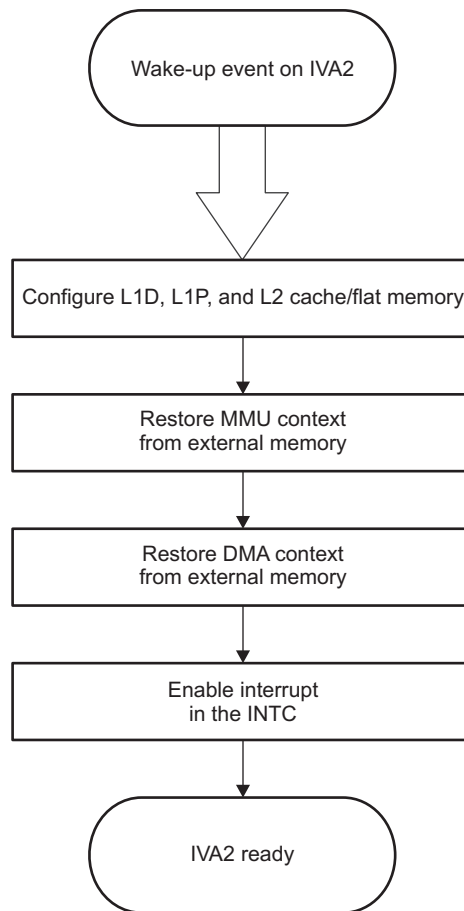 Wake-up event on IVA2
Configure L1D, L1P, and L2 cache/flat memory
Restore MMU context
from external memory
Restore DMA context
from external memory
Enable interrupt
in the INTC
IVA2 ready